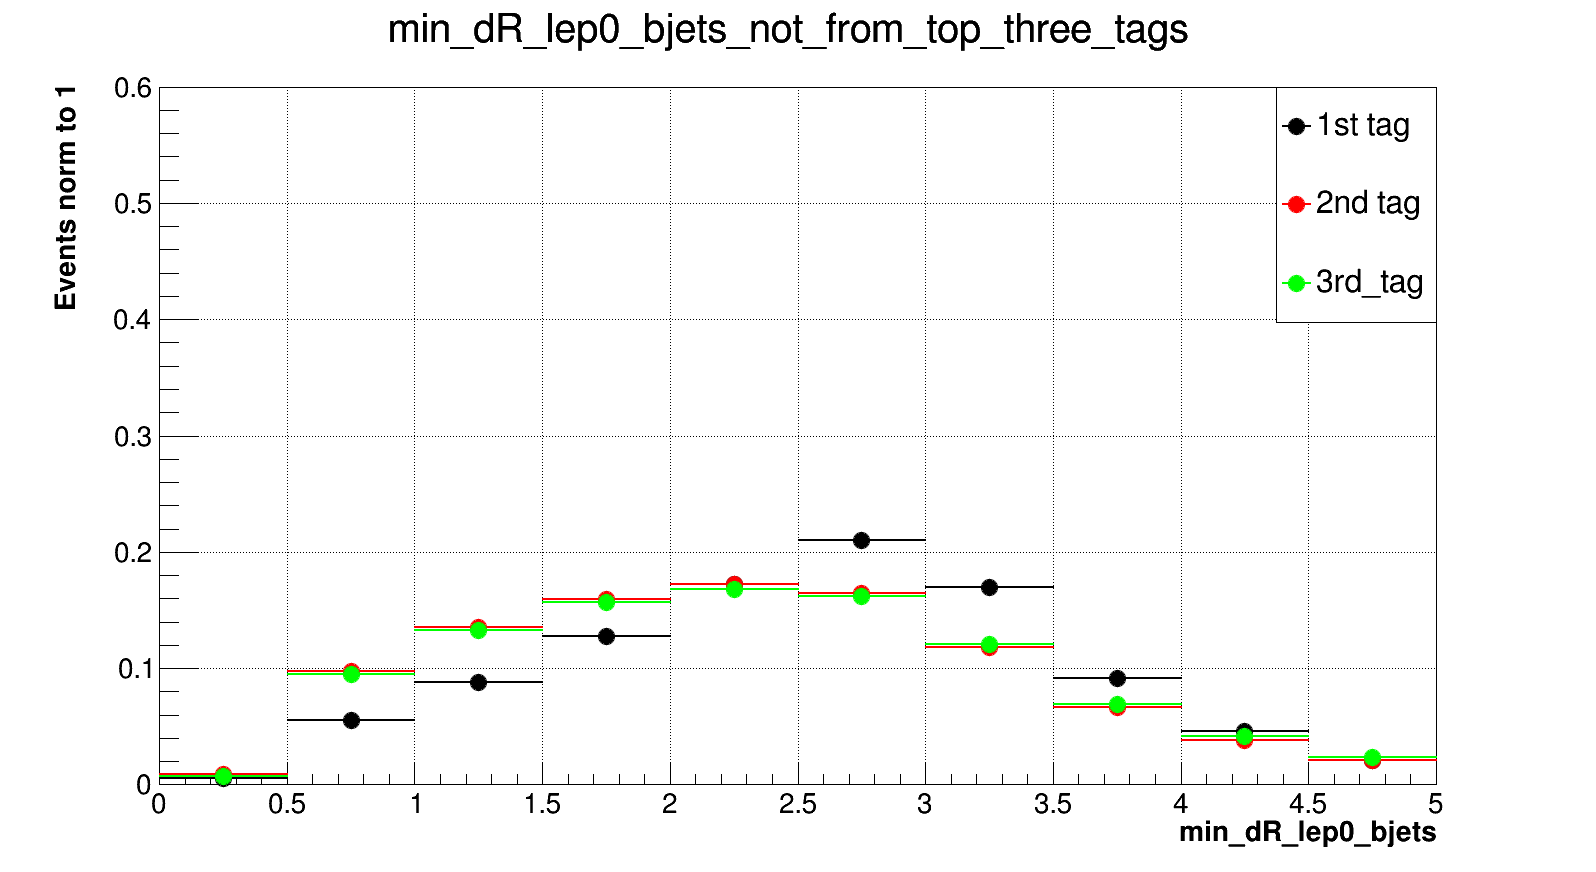 min_dR_lep0_bjets_not_from_top_three_tags
Events norm to 1
0.6
0.5
0.4
0.3
0.2
0.1
0
1st tag
2nd tag
3rd_tag
0 0.5 1 1.5 2 2.5 3 3.5 4 4.5 5
min_dR_lep0_bjets